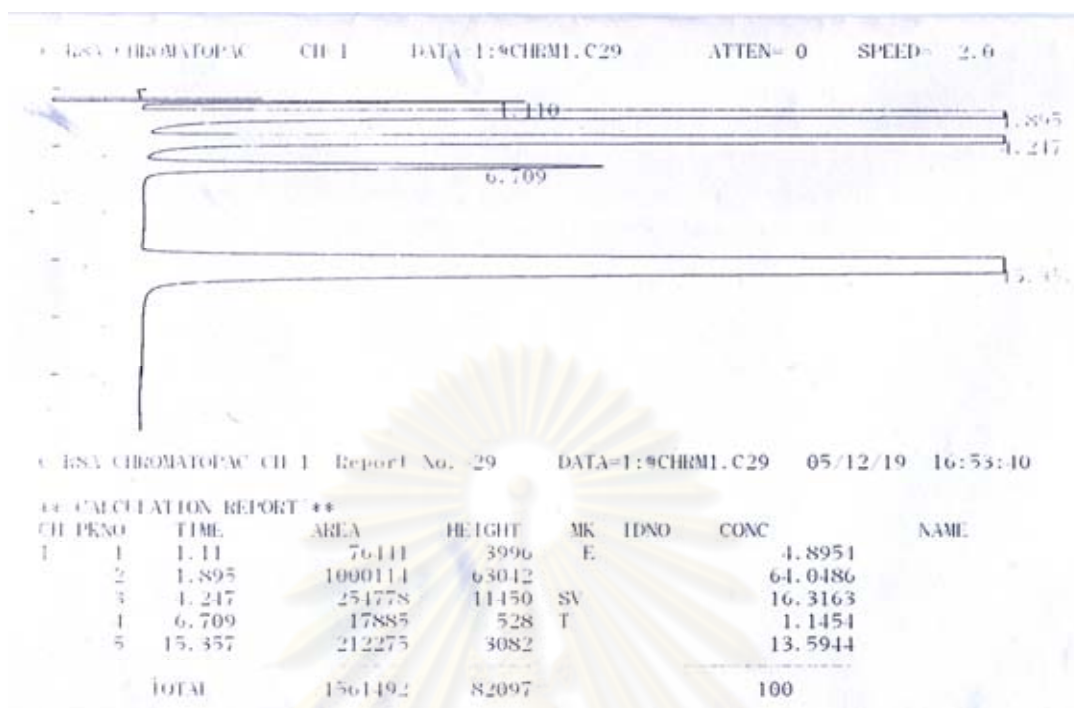 CHROMATOPAC CH 1 DATA=1:@CHRM1.C29 ATTEN= 0 SPEED= 2.0
1.110
1.895
4.247
6.709
CHROMATOPAC CH 1 Report No. 29 DATA=1:@CHRM1.C29 05/12/19 16:53:40
** CALCULATION REPORT **
CH PKNO TIME AREA HEIGHT MK IDNO CONC NAME
1 1 1.11 76441 3996 E 4.8954
2 1.895 1000114 63042 64.0486
3 4.247 254778 11450 SV 16.3163
4 6.709 17885 528 T 1.1454
5 15.357 212275 3082 13.5944
TOTAL 1561492 82097 100